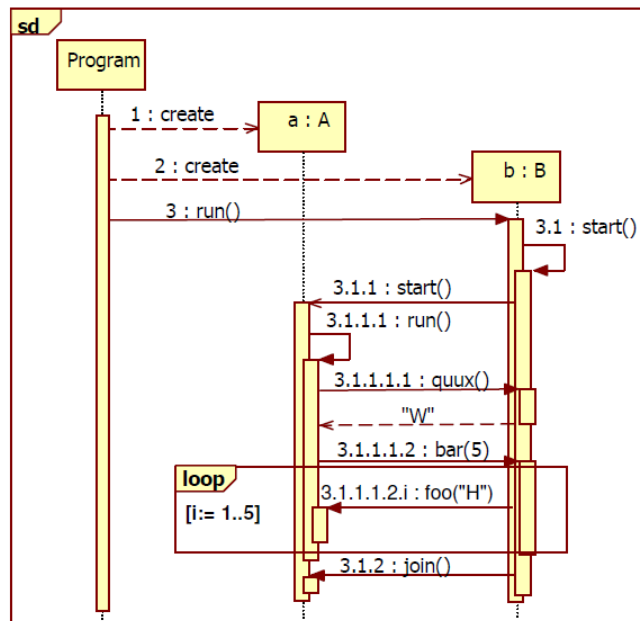 sd
Program
1 : create
a : A
2 : create
b : B
3 : run()
3.1 : start()
3.1.1 : start()
3.1.1.1 : run()
3.1.1.1.1 : quux()
"W"
3.1.1.1.2 : bar(5)
loop
[i:= 1..5]
3.1.1.1.2.i : foo("H")
3.1.2 : join()